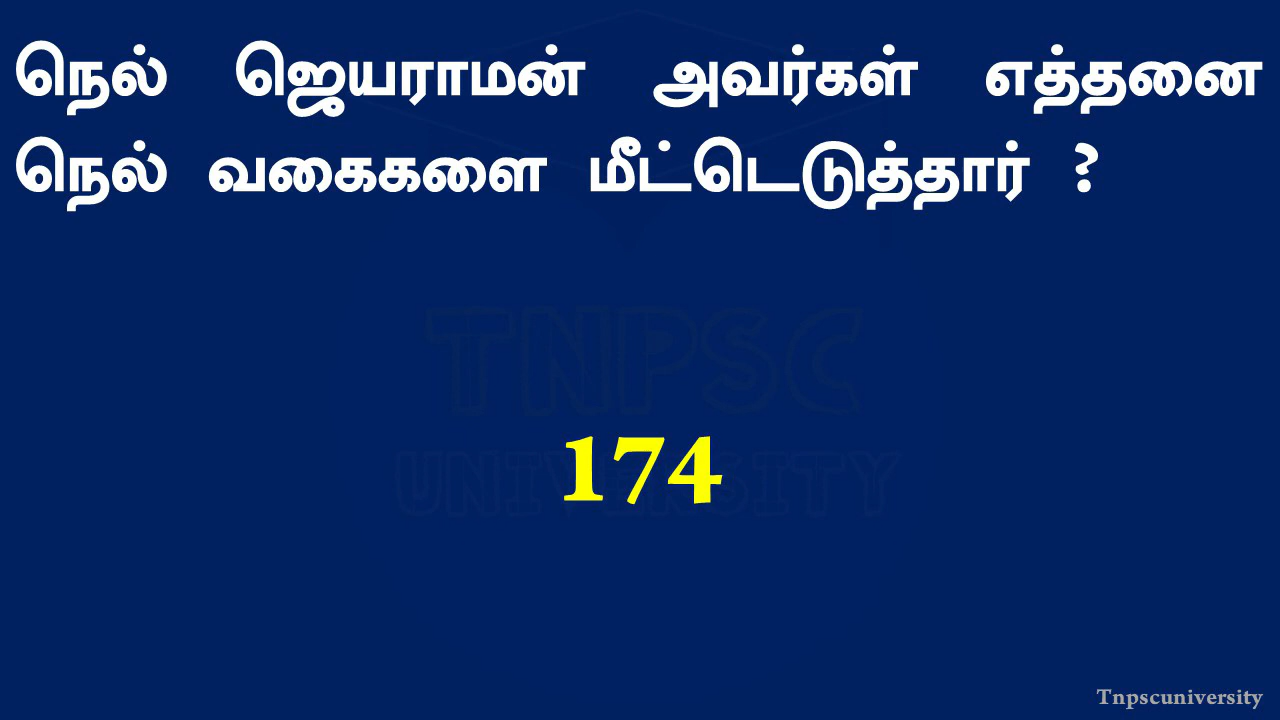 நெல் ஜெயராமன் அவர்கள் எத்தனை
நெல் வகைகளை மீட்டெடுத்தார் ?
TNPSC
UNIVERSITY
174
Tnpscuniversity